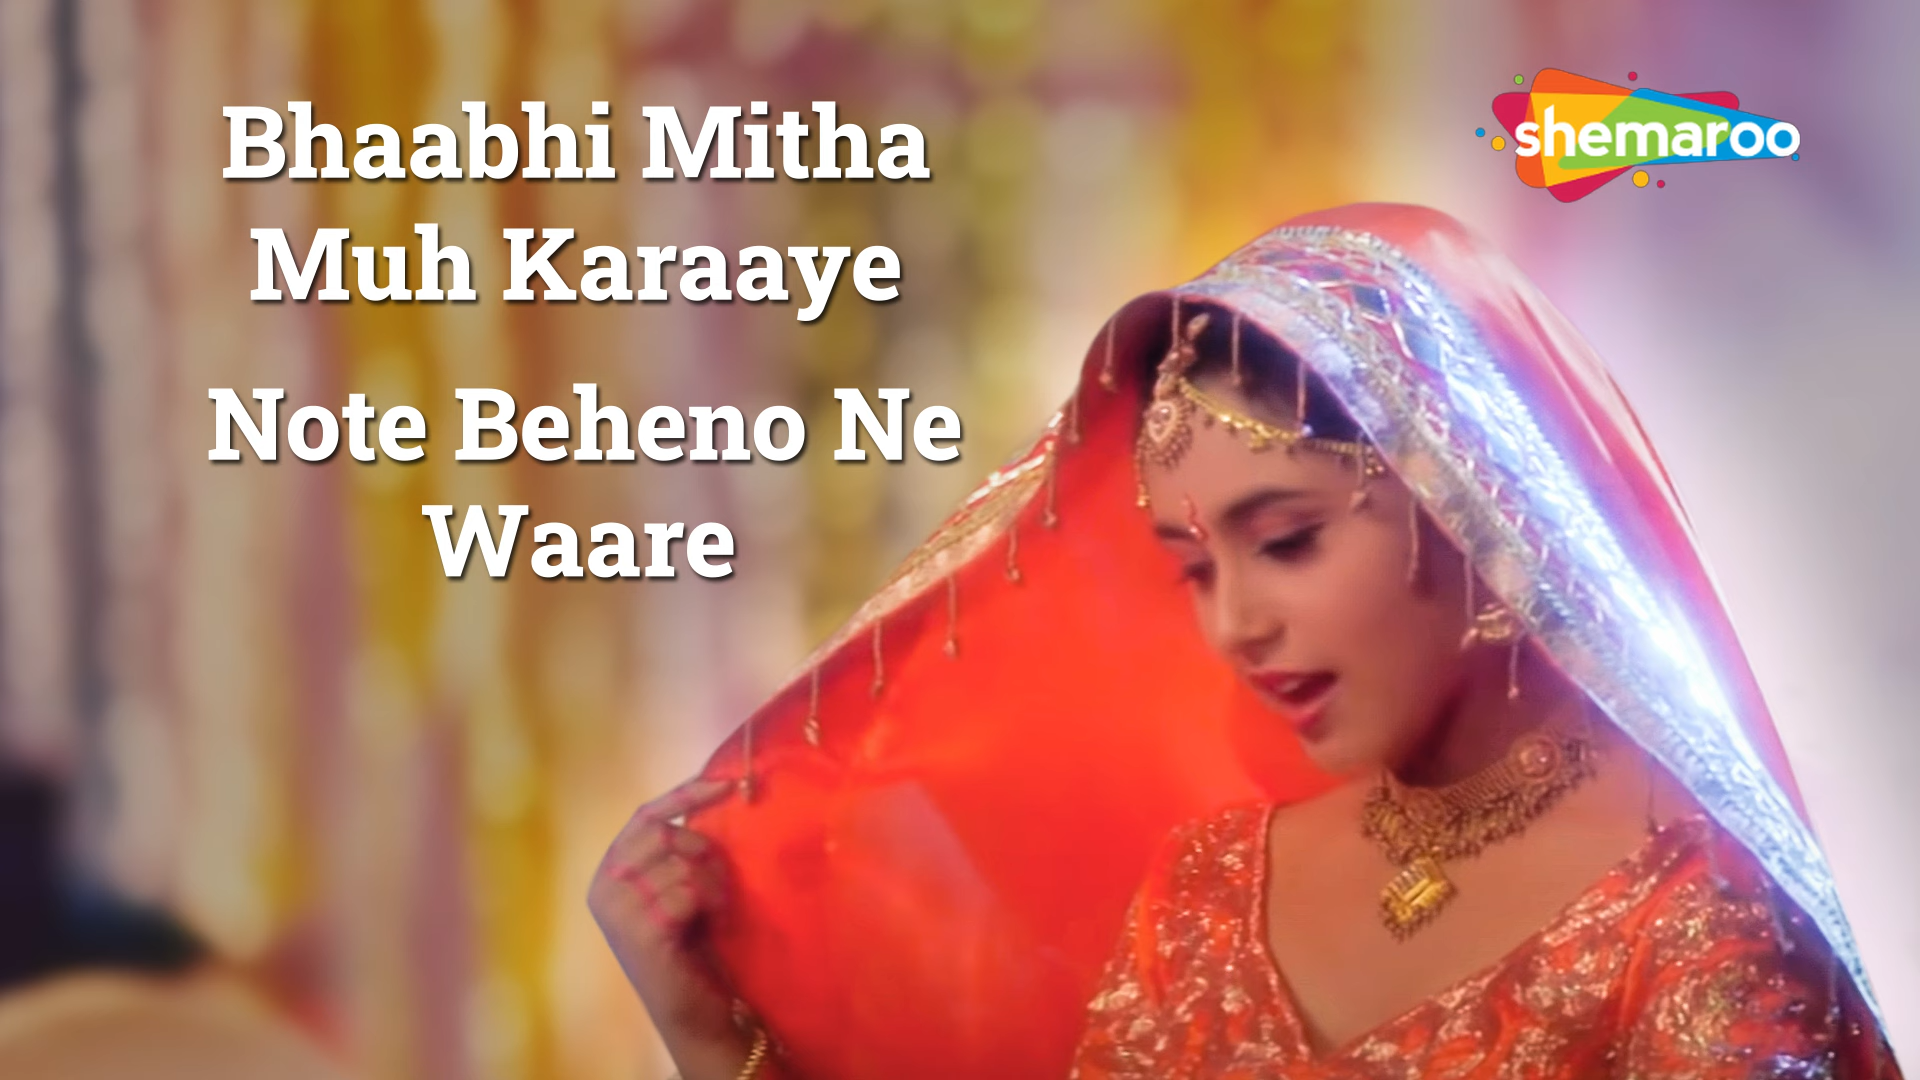 Bhaabhi Mitha
Muh Karaaye
Note Beheno Ne
Waare
shemaroo